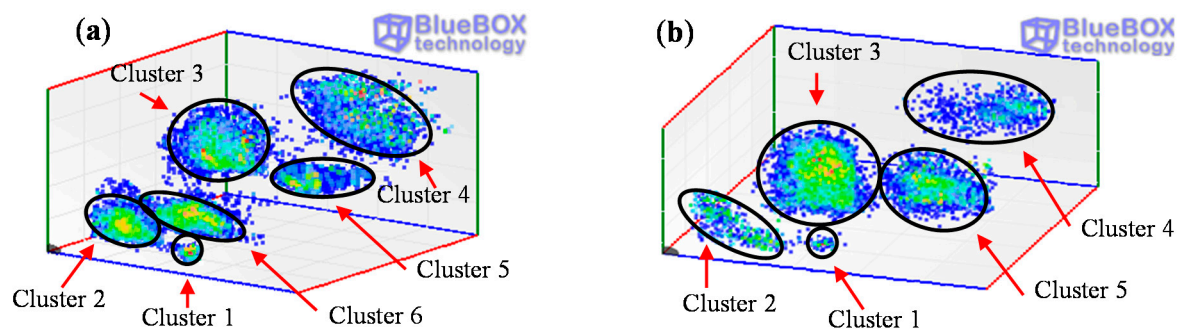 (a)
BlueBOX
technology
Cluster 3
Cluster 4
Cluster 5
Cluster 2
Cluster 1
Cluster 6
(b)
BlueBOX
technology
Cluster 3
Cluster 4
Cluster 5
Cluster 2
Cluster 1